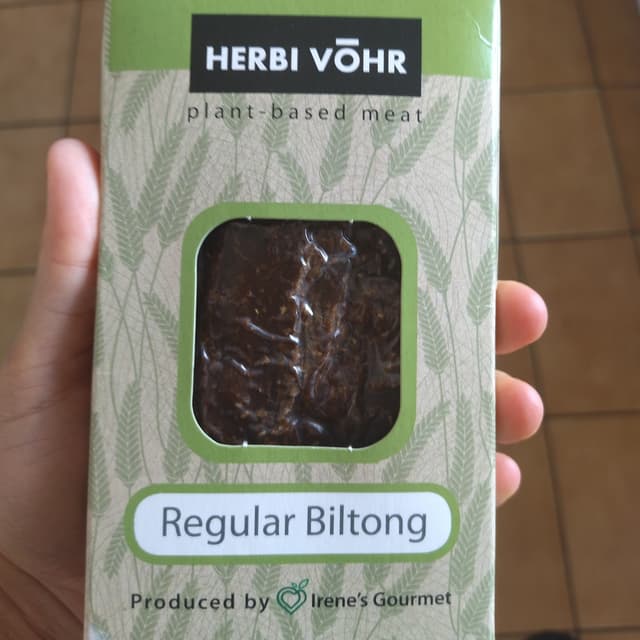 HERBI VŌHR
plant-based meat
Regular Biltong
Produced by Irene's Gourmet